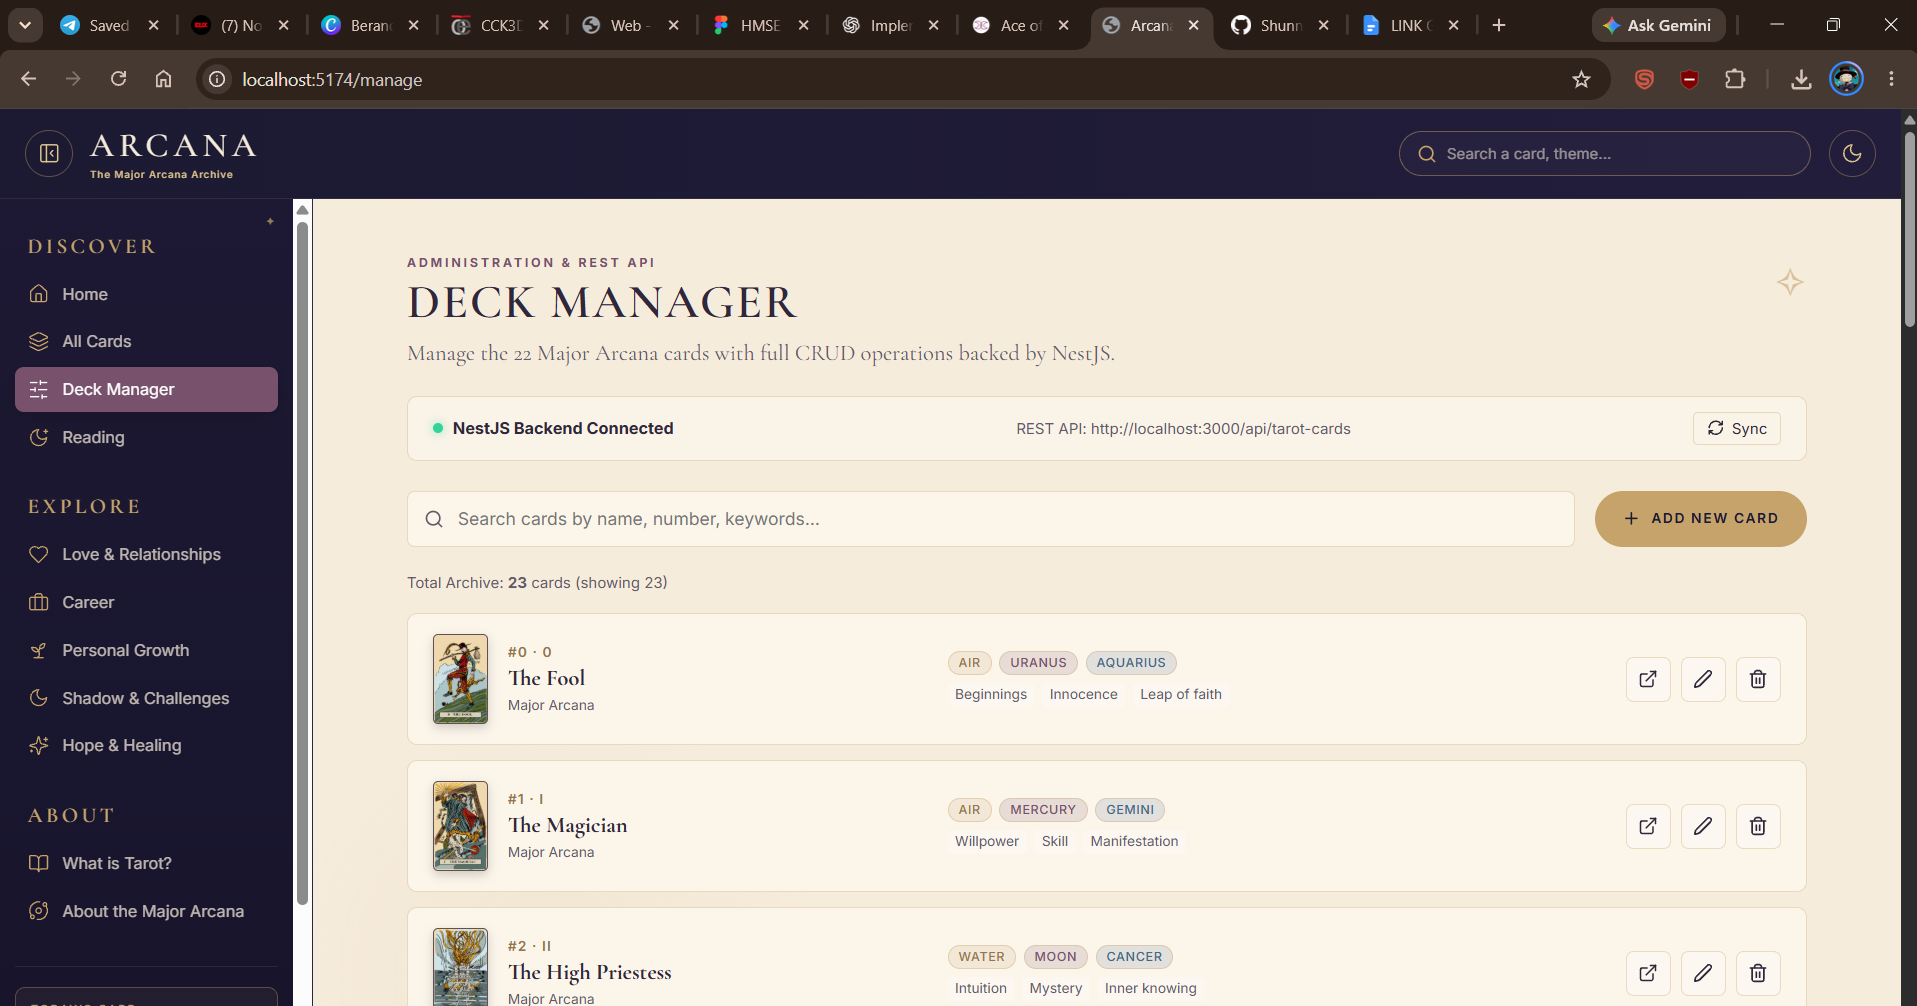 Saved
(7) No
Beran
CCK3D
Web -
HMSE
Impler
Ace of
Arcana
Shunn
LINK
Ask Gemini
localhost:5174/manage
ARCANA
The Major Arcana Archive
Search a card, theme...
DISCOVER
Home
All Cards
Deck Manager
Reading
EXPLORE
Love & Relationships
Career
Personal Growth
Shadow & Challenges
Hope & Healing
ABOUT
What is Tarot?
About the Major Arcana
ADMINISTRATION & REST API
DECK MANAGER
Manage the 22 Major Arcana cards with full CRUD operations backed by NestJS.
NestJS Backend Connected
REST API: http://localhost:3000/api/tarot-cards
Sync
Search cards by name, number, keywords...
+ ADD NEW CARD
Total Archive: 23 cards (showing 23)
#0 · 0
The Fool
Major Arcana
AIR URANUS AQUARIUS
Beginnings Innocence Leap of faith
#1 · I
The Magician
Major Arcana
AIR MERCURY GEMINI
Willpower Skill Manifestation
#2 · II
The High Priestess
Major Arcana
WATER MOON CANCER
Intuition Mystery Inner knowing